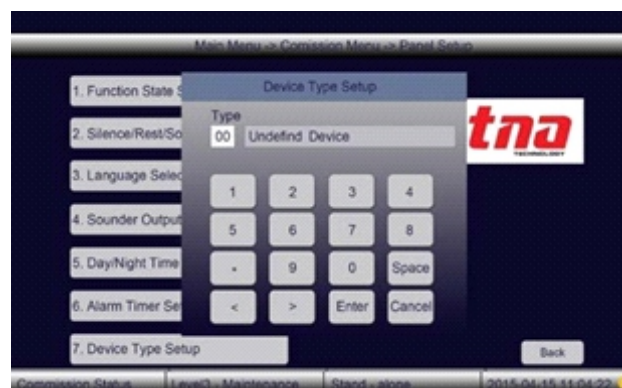 Main Menu -> Comission Menu -> Panel Setup
1. Function State S
2. Silence/Rest/So
3. Language Selec
4. Sounder Output
5. Day/Night Time
6. Alarm Timer Set
7. Device Type Setup
Device Type Setup
Type
00 Undefind Device
1 2 3 4
5 6 7 8
. 9 0 Space
< > Enter Cancel
tna
TECHNOLOGY
Back
Commission Status Level3 - Maintenance Stand - alone 2015-04-15 11:04:22